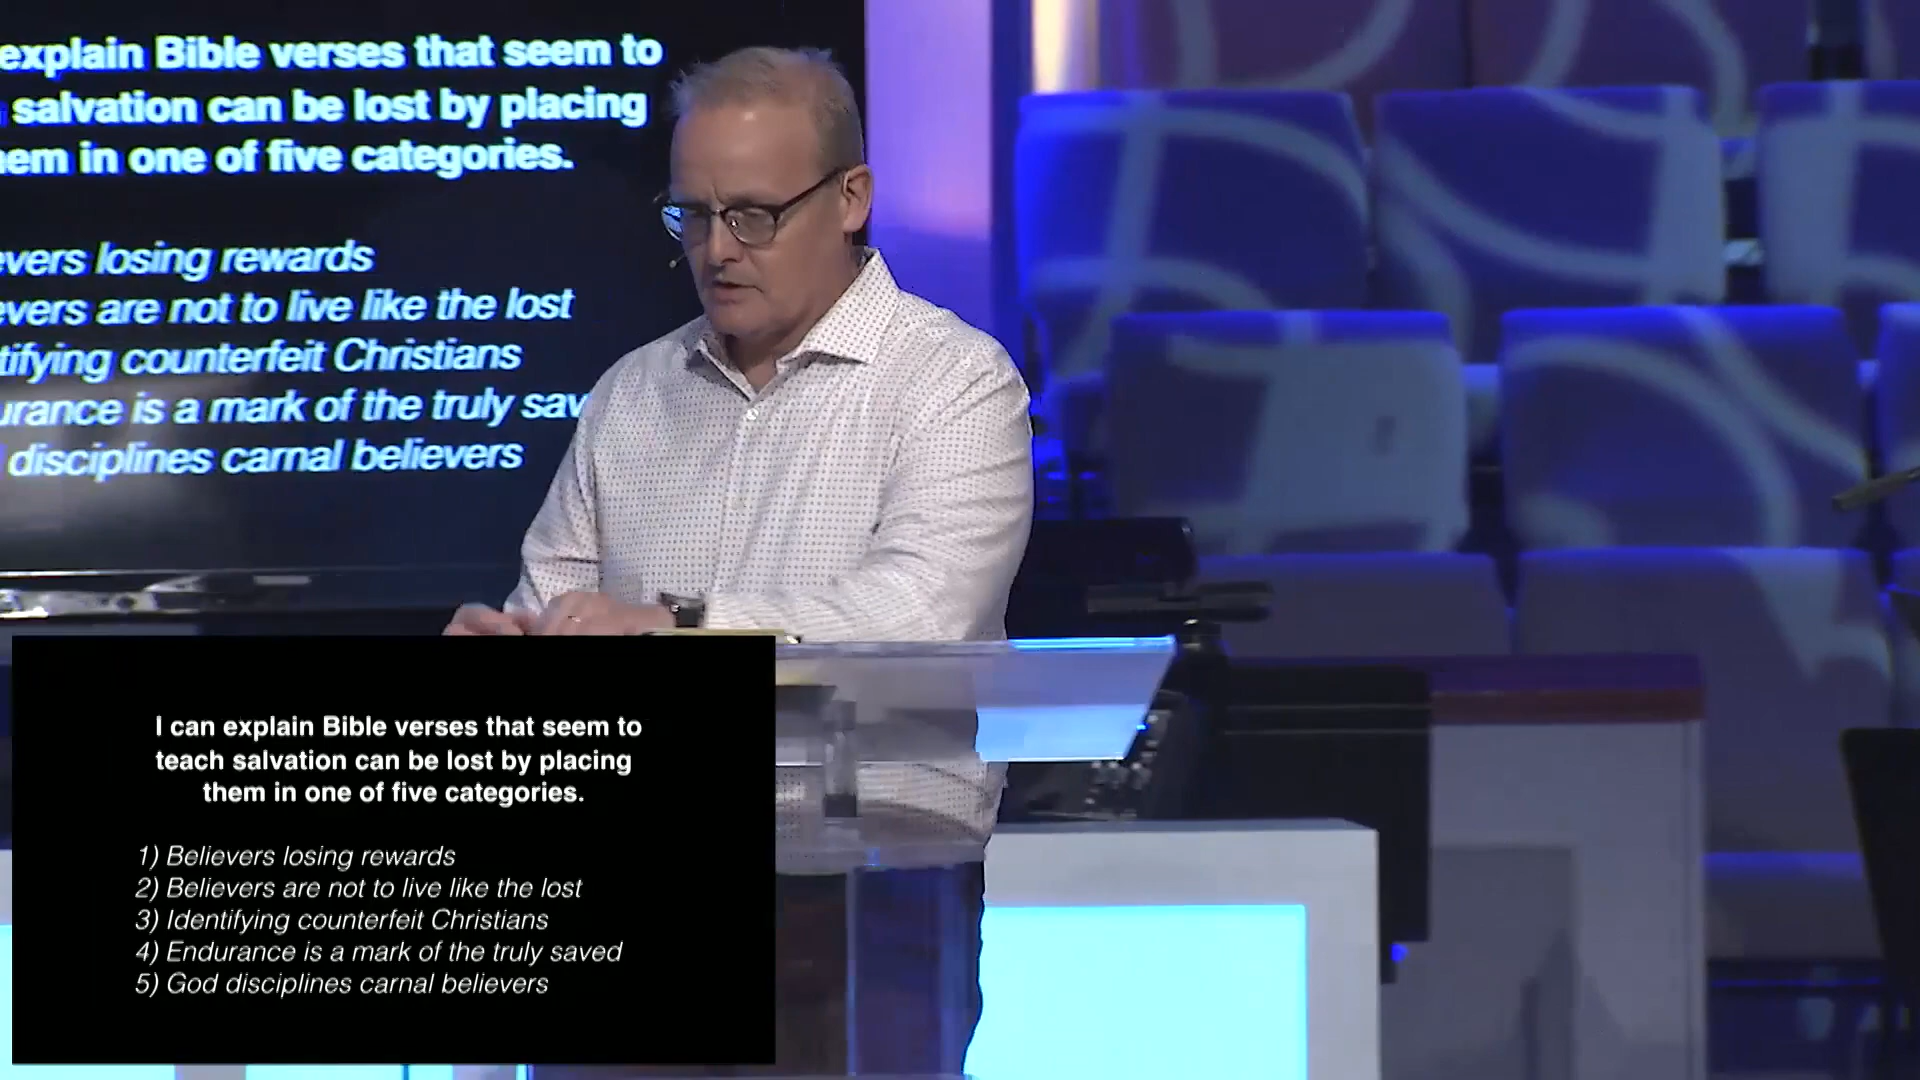 explain Bible verses that seem to
salvation can be lost by placing
em in one of five categories.
evers losing rewards
evers are not to live like the lost
tifying counterfeit Christians
urance is a mark of the truly sav
disciplines carnal believers
I can explain Bible verses that seem to
teach salvation can be lost by placing
them in one of five categories.
1) Believers losing rewards
2) Believers are not to live like the lost
3) Identifying counterfeit Christians
4) Endurance is a mark of the truly saved
5) God disciplines carnal believers